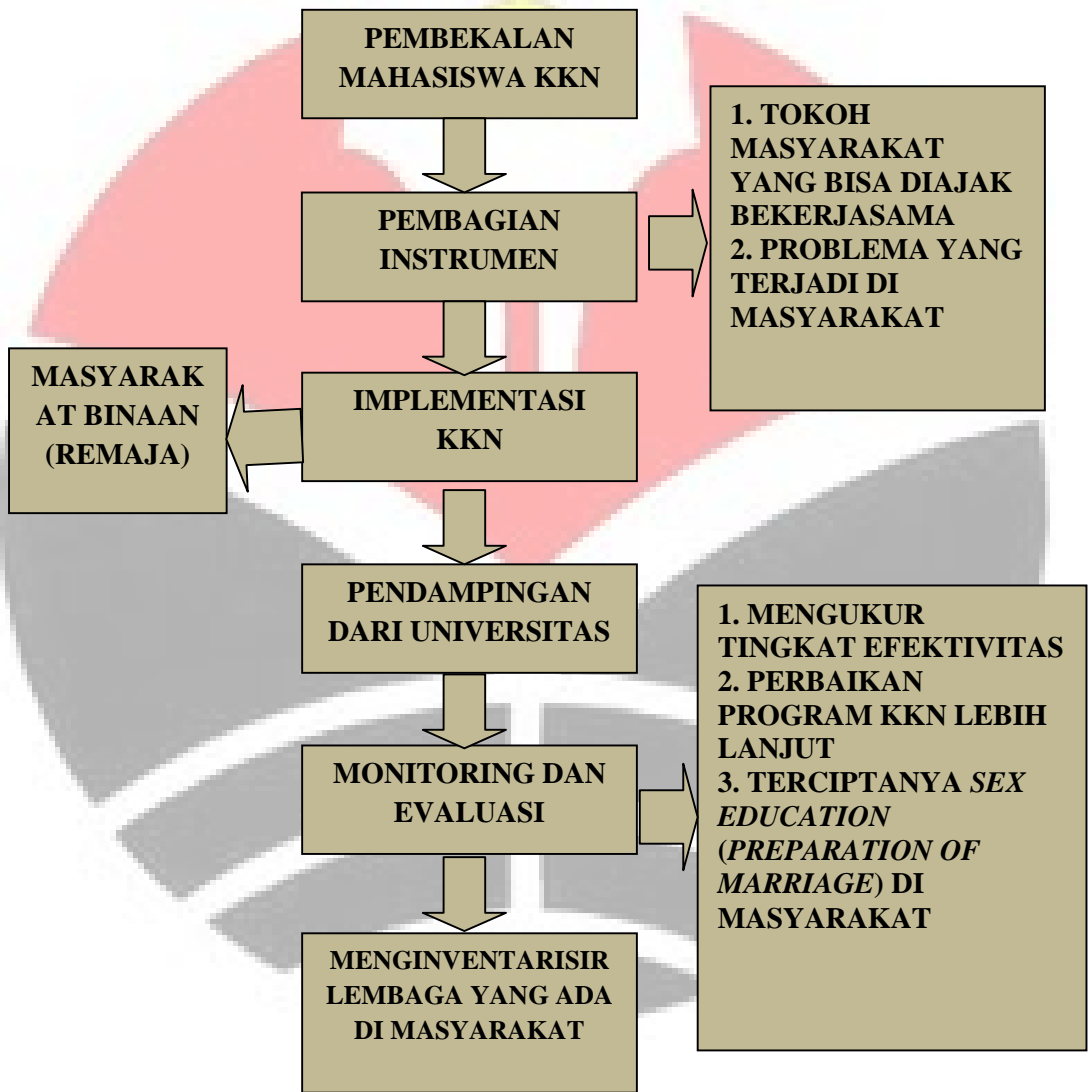 PEMBEKALAN
MAHASISWA KKN
1. TOKOH
MASYARAKAT
YANG BISA DIAJAK
BEKERJASAMA
2. PROBLEMA YANG
TERJADI DI
MASYARAKAT
PEMBAGIAN
INSTRUMEN
MASYARAK
AT BINAAN
(REMAJA)
IMPLEMENTASI
KKN
PENDAMPINGAN
DARI UNIVERSITAS
1. MENGUKUR
TINGKAT EFEKTIVITAS
2. PERBAIKAN
PROGRAM KKN LEBIH
LANJUT
3. TERCIPTANYA SEX
EDUCATION
(PREPARATION OF
MARRIAGE) DI
MASYARAKAT
MONITORING DAN
EVALUASI
MENGINVENTARISIR
LEMBAGA YANG ADA
DI MASYARAKAT